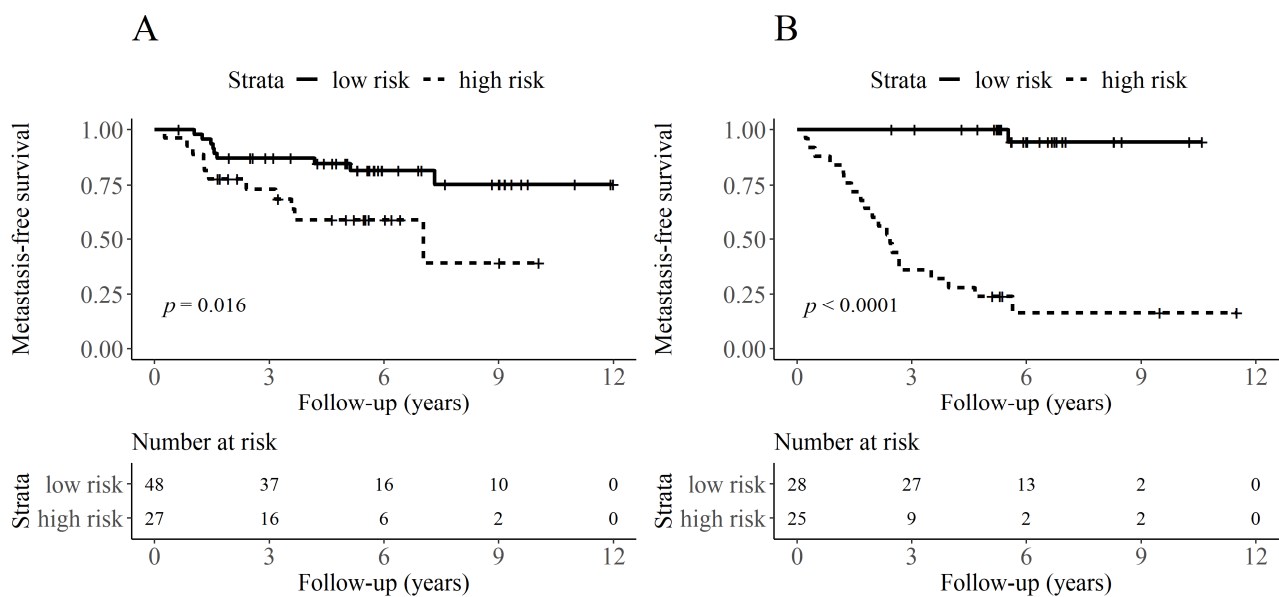 A
Strata low risk high risk
Metastasis-free survival
1.00
0.75
0.50
0.25
0.00
p = 0.016
0 3 6 9 12
Follow-up (years)
Number at risk
Strata
low risk 48 37 16 10 0
high risk 27 16 6 2 0
0 3 6 9 12
Follow-up (years)
B
Strata low risk high risk
Metastasis-free survival
1.00
0.75
0.50
0.25
0.00
p < 0.0001
0 3 6 9 12
Follow-up (years)
Number at risk
Strata
low risk 28 27 13 2 0
high risk 25 9 2 2 0
0 3 6 9 12
Follow-up (years)